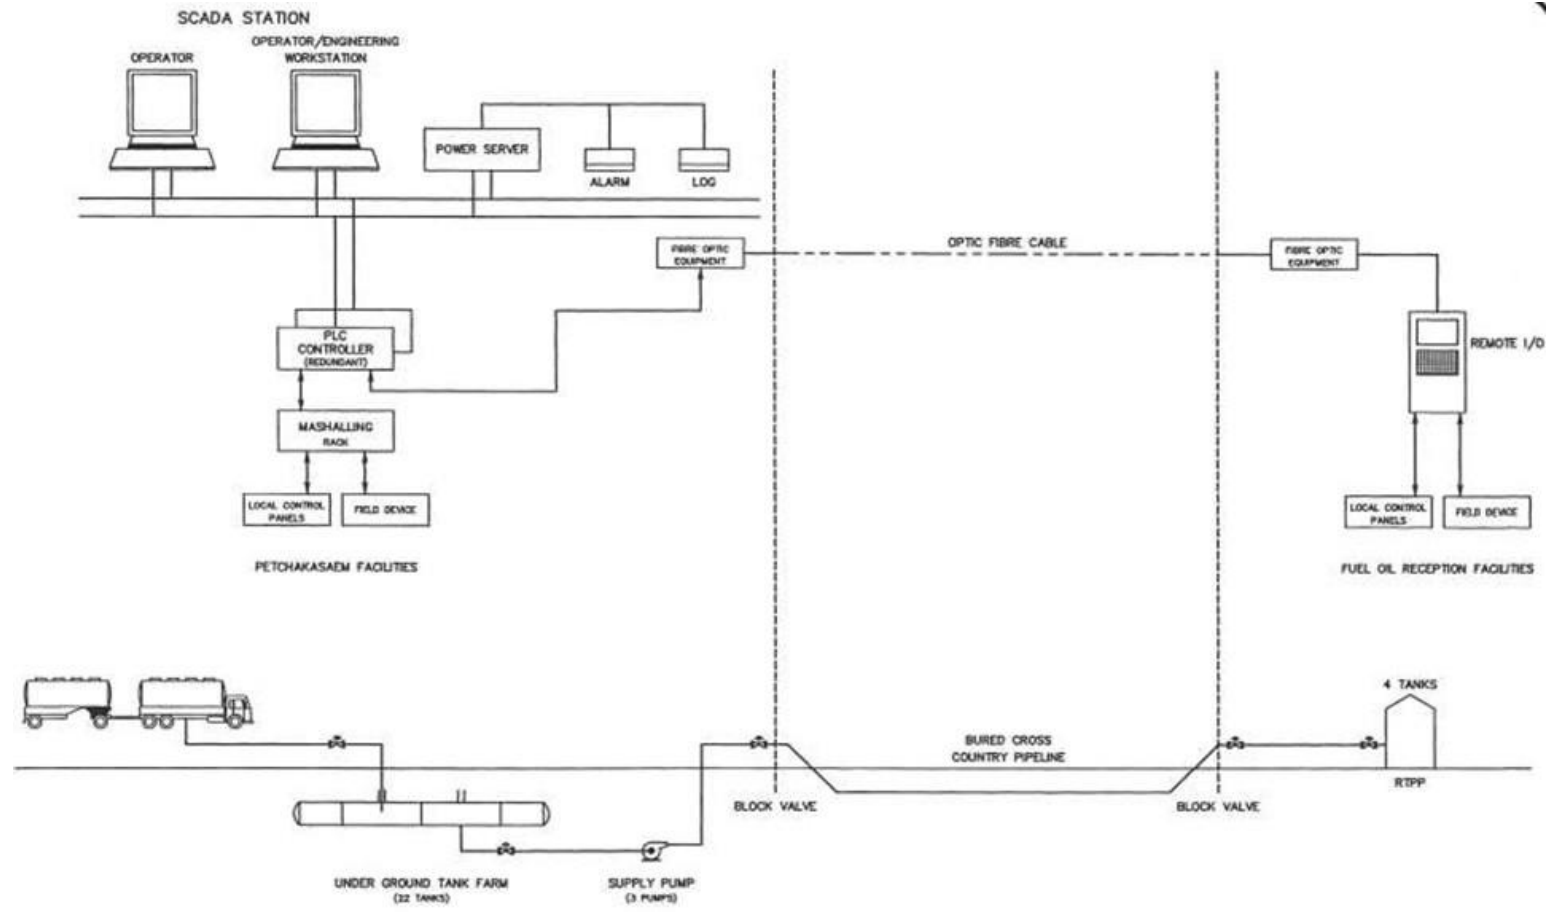 SCADA STATION
OPERATOR/ENGINEERING
WORKSTATION
OPERATOR
POWER SERVER
ALARM
LOG
FIBRE OPTIC
EQUIPMENT
OPTIC FIBRE CABLE
FIBRE OPTIC
EQUIPMENT
PLC
CONTROLLER
(REDUNDANT)
REMOTE I/O
MASHALLING
RACK
LOCAL CONTROL
PANELS
FIELD DEVICE
LOCAL CONTROL
PANELS
FIELD DEVICE
PETCHAKASAEM FACILITIES
FUEL OIL RECEPTION FACILITIES
4 TANKS
BURED CROSS
COUNTRY PIPELINE
RTPP
BLOCK VALVE
BLOCK VALVE
UNDER GROUND TANK FARM
(22 TANKS)
SUPPLY PUMP
(3 PUMPS)